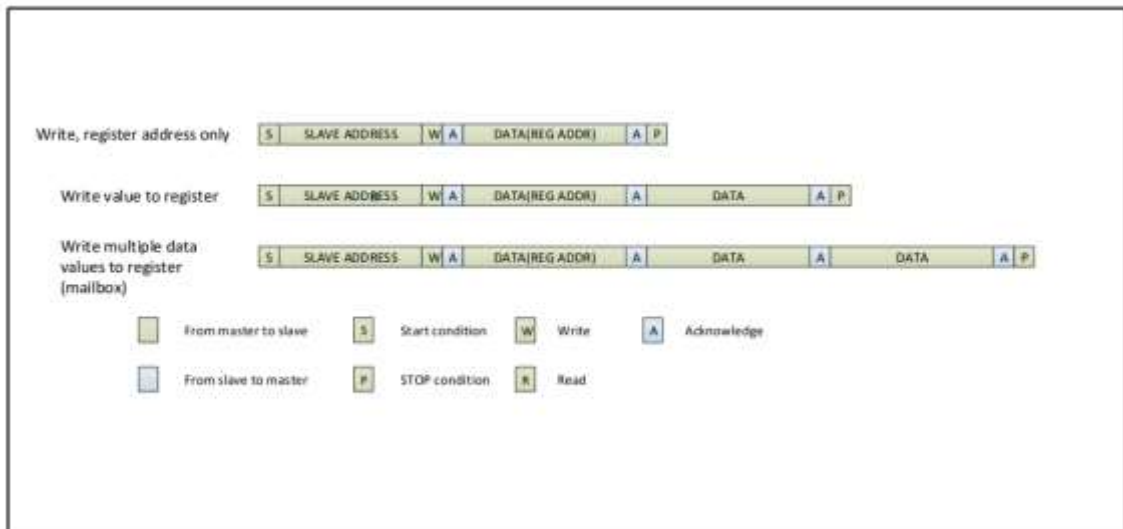 Write, register address only
S SLAVE ADDRESS W A DATA(REG ADDR) A P
Write value to register
S SLAVE ADDRESS W A DATA(REG ADDR) A DATA A P
Write multiple data
values to register
(mailbox)
S SLAVE ADDRESS W A DATA(REG ADDR) A DATA A DATA A P
From master to slave S Start condition W Write A Acknowledge
From slave to master P STOP condition R Read